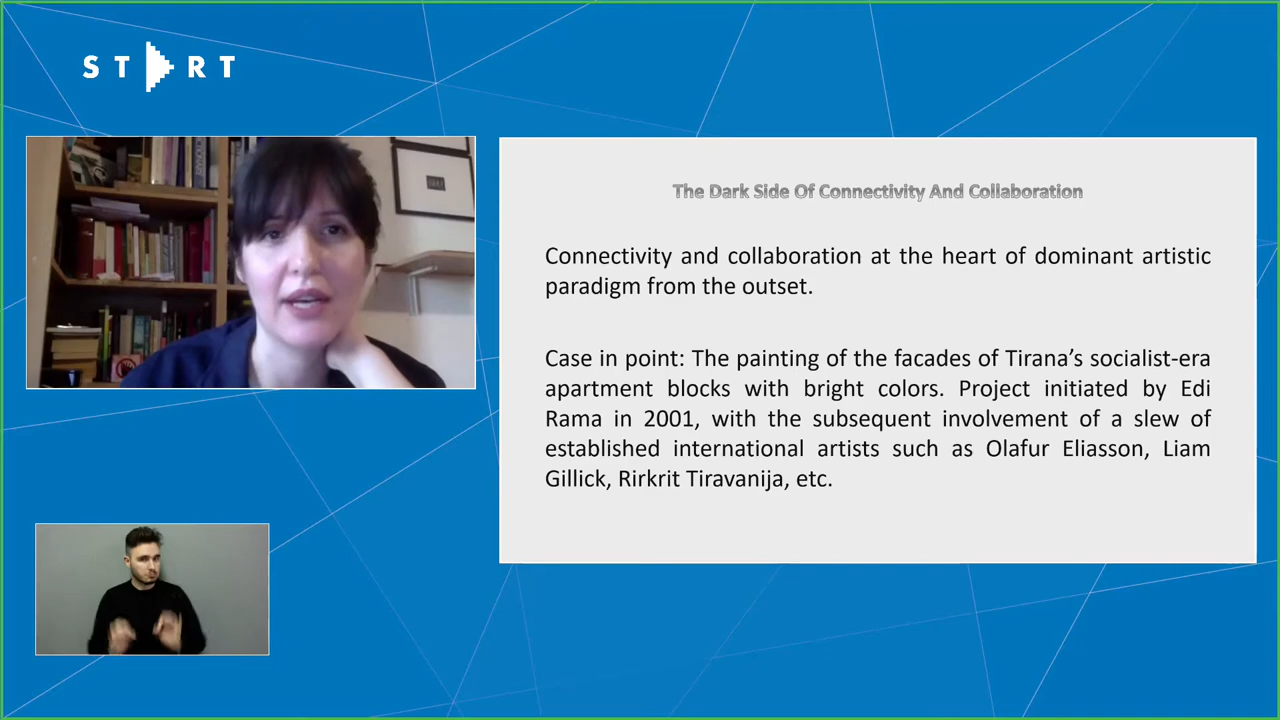 START
The Dark Side Of Connectivity And Collaboration
Connectivity and collaboration at the heart of dominant artistic
paradigm from the outset.
Case in point: The painting of the facades of Tirana’s socialist-era
apartment blocks with bright colors. Project initiated by Edi
Rama in 2001, with the subsequent involvement of a slew of
established international artists such as Olafur Eliasson, Liam
Gillick, Rirkrit Tiravanija, etc.